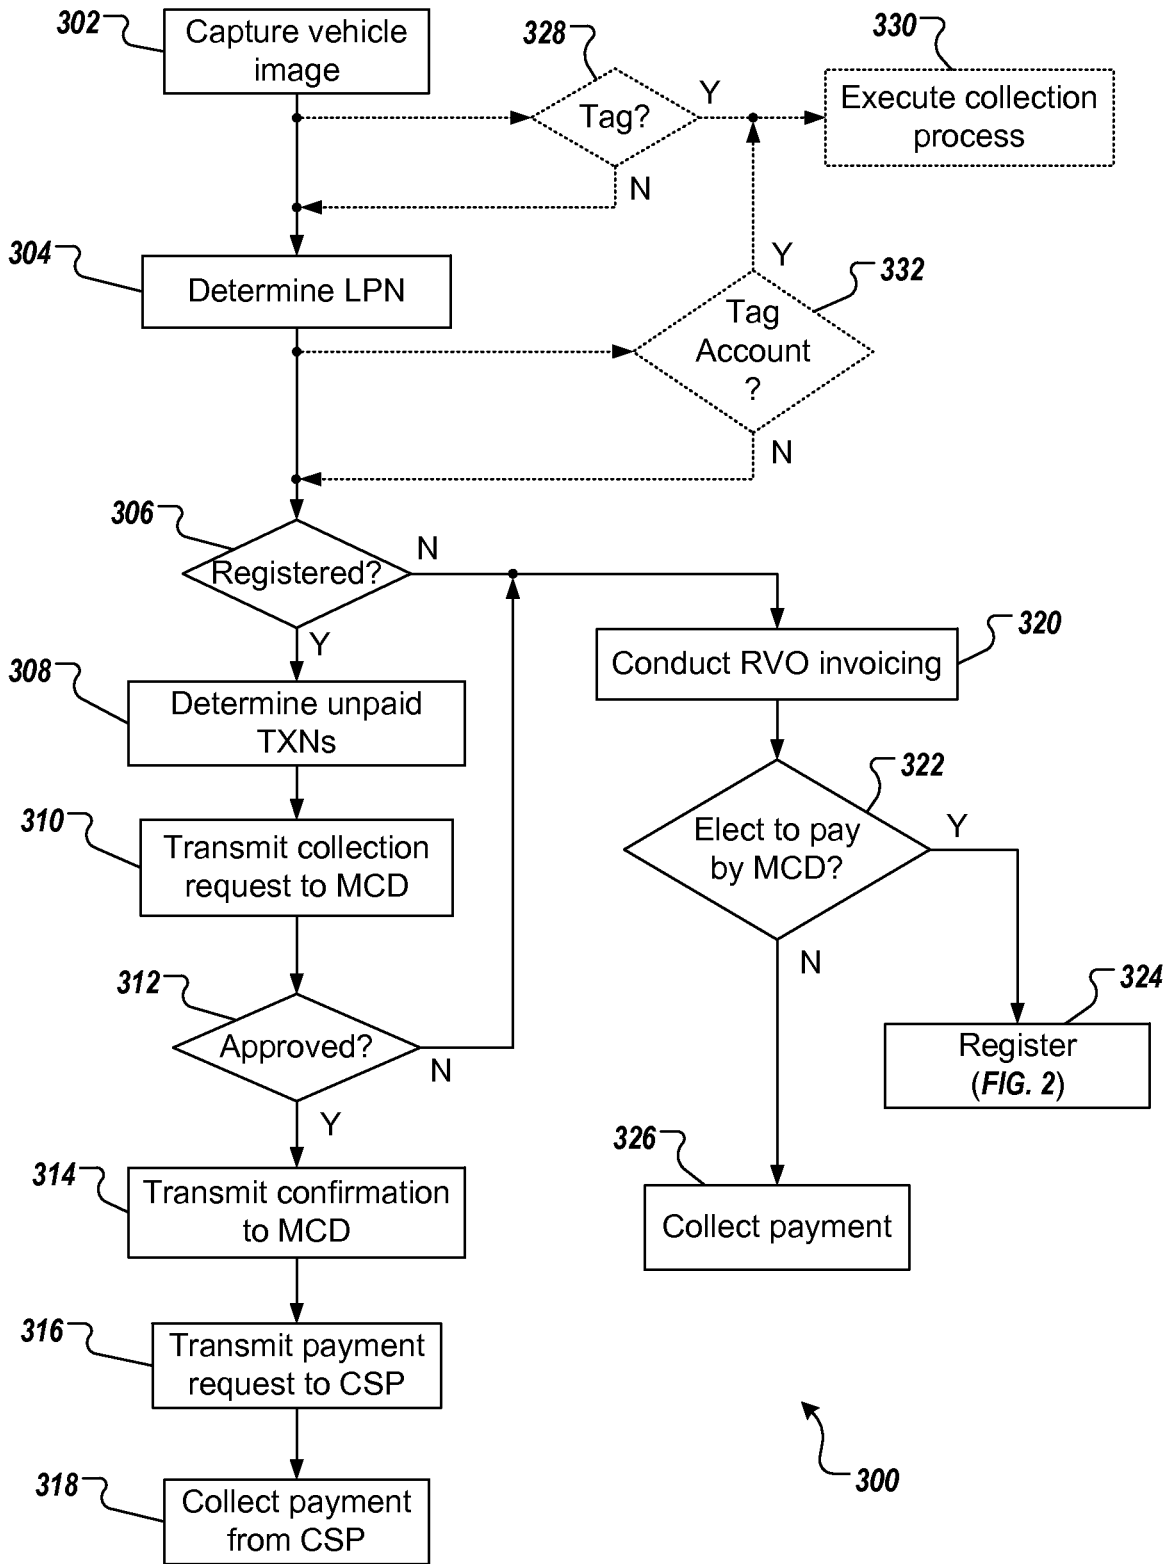 302
Capture vehicle
image
328
Tag?
Y
N
330
Execute collection
process
304
Determine LPN
Y
332
Tag
Account
?
N
306
Registered?
N
Y
308
Determine unpaid
TXNs
310
Transmit collection
request to MCD
312
Approved?
N
Y
314
Transmit confirmation
to MCD
316
Transmit payment
request to CSP
318
Collect payment
from CSP
320
Conduct RVO invoicing
322
Elect to pay
by MCD?
Y
N
324
Register
(FIG. 2)
326
Collect payment
300